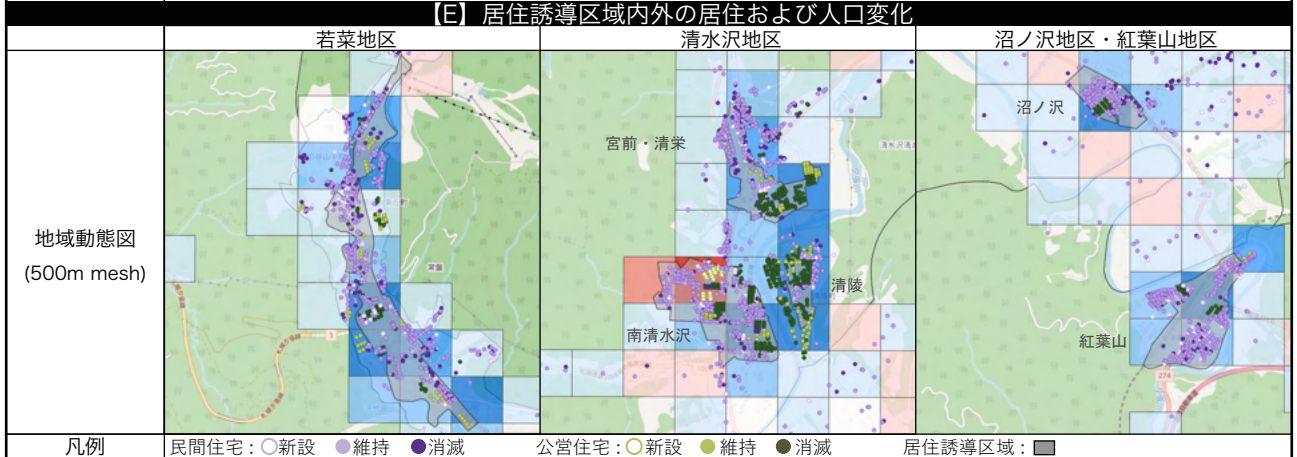 【E】居住誘導区域内外の居住および人口変化
若菜地区 清水沢地区 沼ノ沢地区・紅葉山地区
地域動態図
(500m mesh)
宮前・清栄
清陵
南清水沢
沼ノ沢
紅葉山
常盤
3
274
凡例 民間住宅:○新設 ●維持 ●消滅 公営住宅:○新設 ●維持 ●消滅 居住誘導区域: